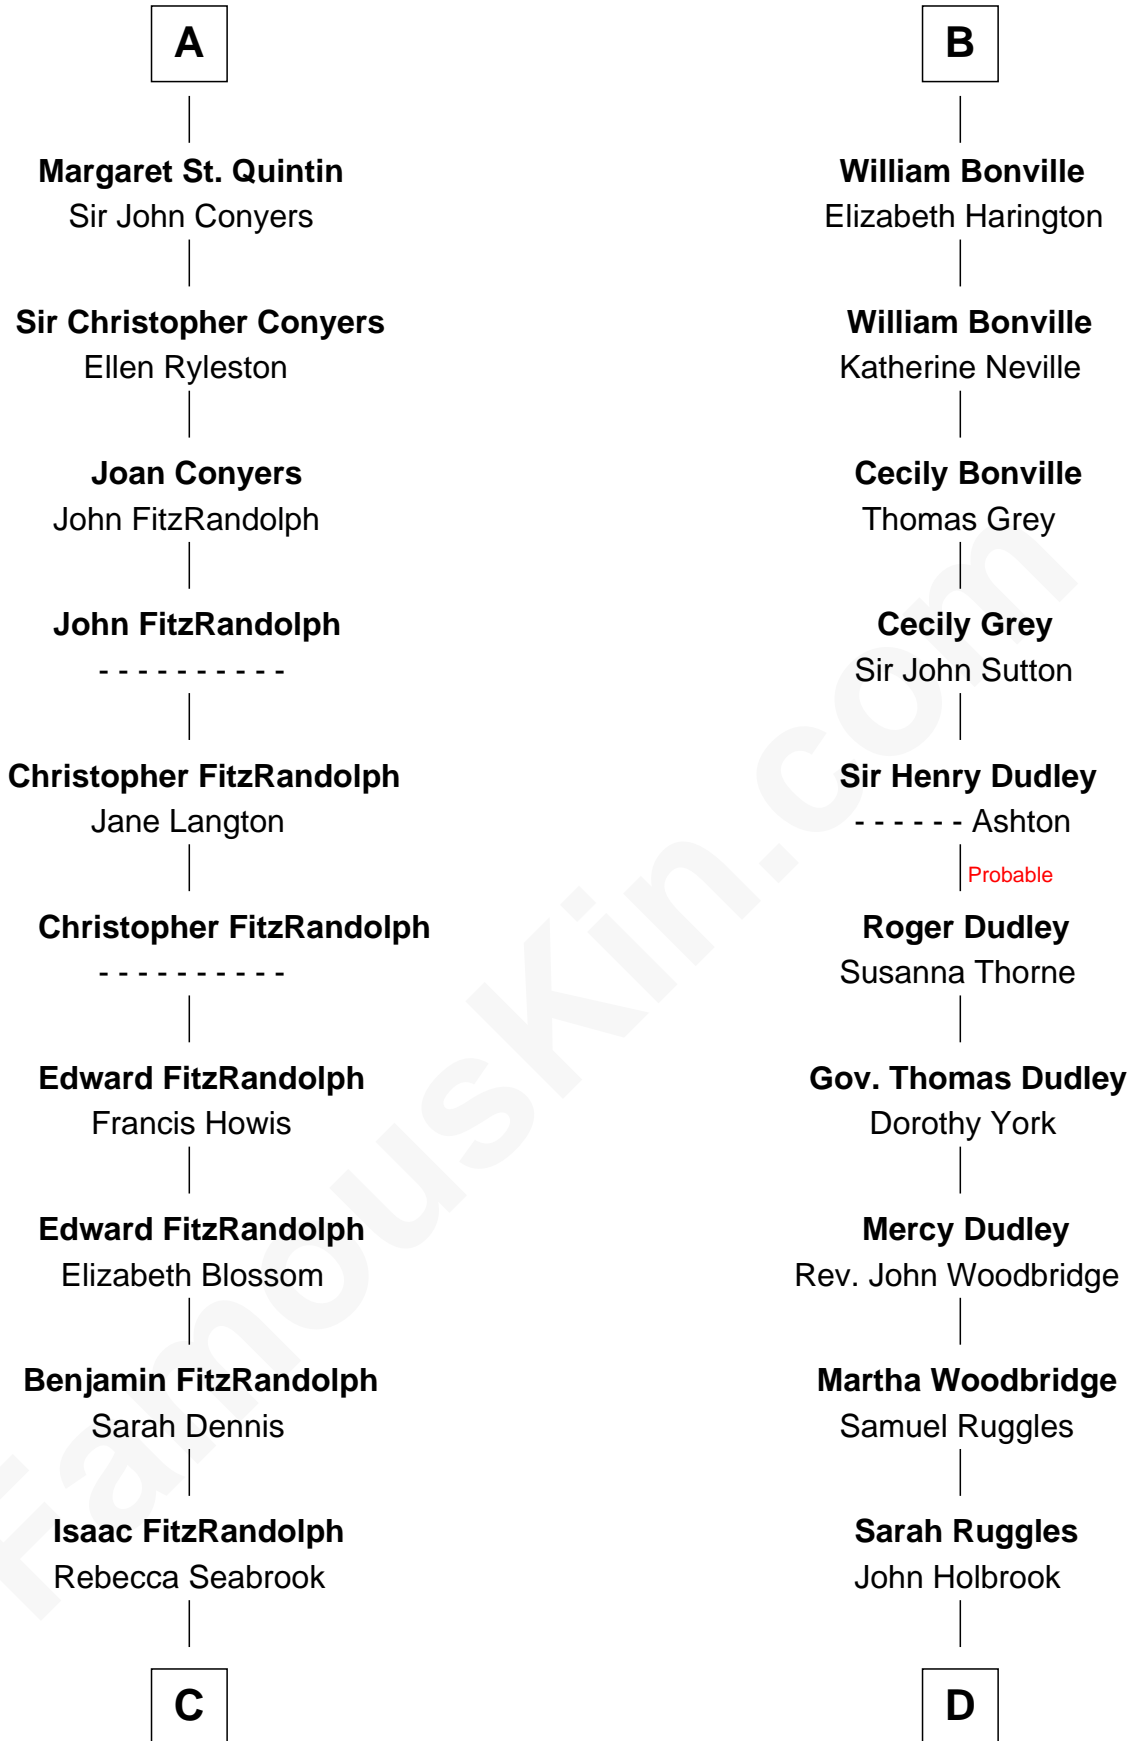 A
Margaret St. Quintin
Sir John Conyers
Sir Christopher Conyers
Ellen Ryleston
Joan Conyers
John FitzRandolph
John FitzRandolph
- - - - - - - - - -
Christopher FitzRandolph
Jane Langton
Christopher FitzRandolph
- - - - - - - - - -
Edward FitzRandolph
Francis Howis
Edward FitzRandolph
Elizabeth Blossom
Benjamin FitzRandolph
Sarah Dennis
Isaac FitzRandolph
Rebecca Seabrook
C
B
William Bonville
Elizabeth Harington
William Bonville
Katherine Neville
Cecily Bonville
Thomas Grey
Cecily Grey
Sir John Sutton
Sir Henry Dudley
- - - - - - Ashton
Probable
Roger Dudley
Susanna Thorne
Gov. Thomas Dudley
Dorothy York
Mercy Dudley
Rev. John Woodbridge
Martha Woodbridge
Samuel Ruggles
Sarah Ruggles
John Holbrook
D
FamousKin.com